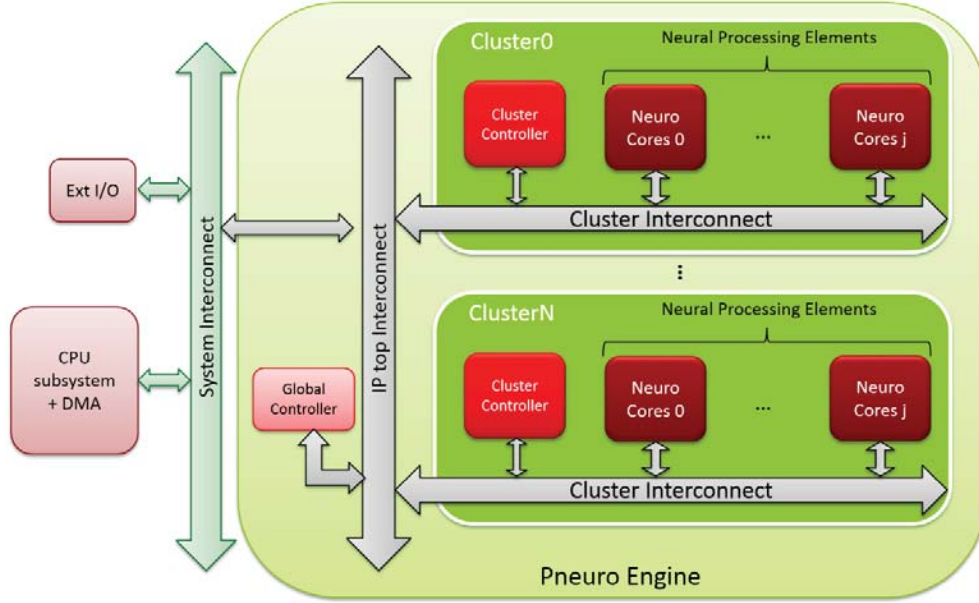 Cluster0
Neural Processing Elements
Cluster
Controller
Neuro
Cores 0
...
Neuro
Cores j
Cluster Interconnect
Ext I/O
System Interconnect
IP top Interconnect
CPU
subsystem
+ DMA
Global
Controller
...
ClusterN
Neural Processing Elements
Cluster
Controller
Neuro
Cores 0
...
Neuro
Cores j
Cluster Interconnect
Pneuro Engine